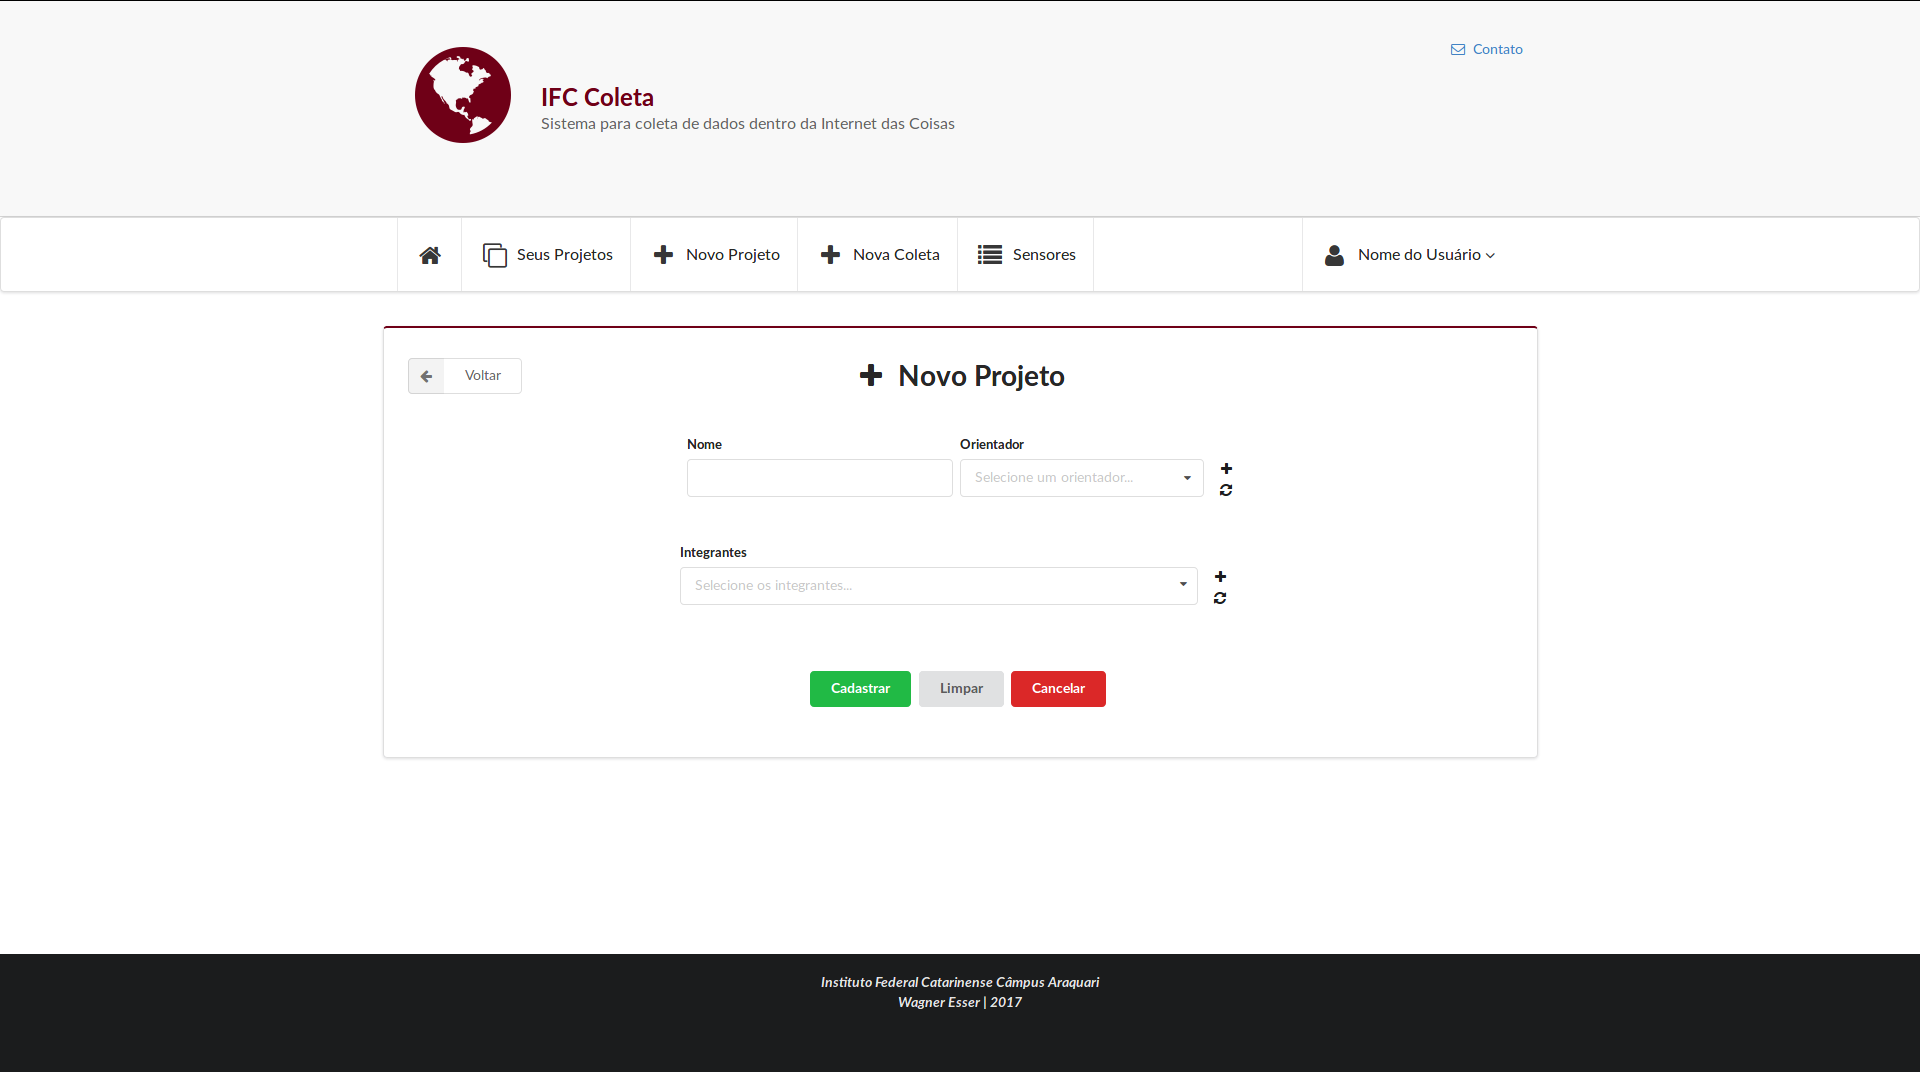 Contato
IFC Coleta
Sistema para coleta de dados dentro da Internet das Coisas
Seus Projetos
Novo Projeto
Nova Coleta
Sensores
Nome do Usuário
Voltar
Novo Projeto
Nome
Orientador
Selecione um orientador...
Integrantes
Selecione os integrantes...
Cadastrar
Limpar
Cancelar
Instituto Federal Catarinense Câmpus Araquari
Wagner Esser | 2017